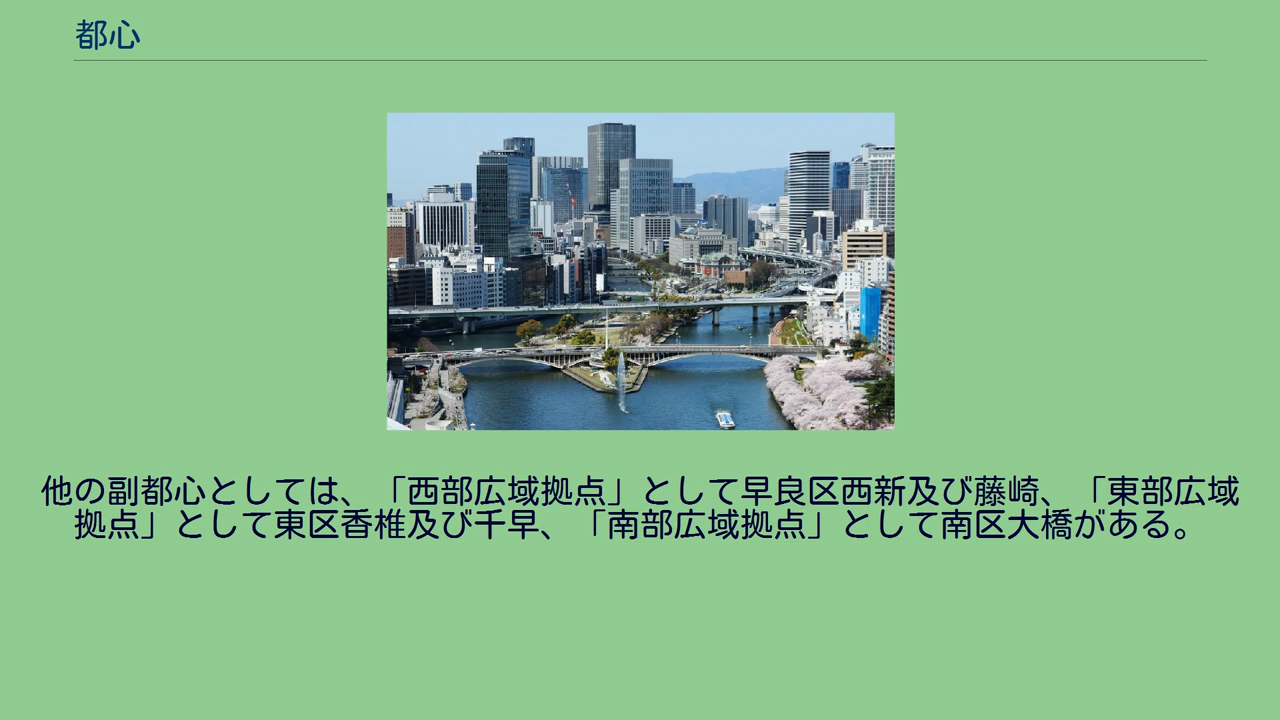 都心
他の副都心としては、「西部広域拠点」として早良区西新及び藤崎、「東部広域
拠点」として東区香椎及び千早、「南部広域拠点」として南区大橋がある。